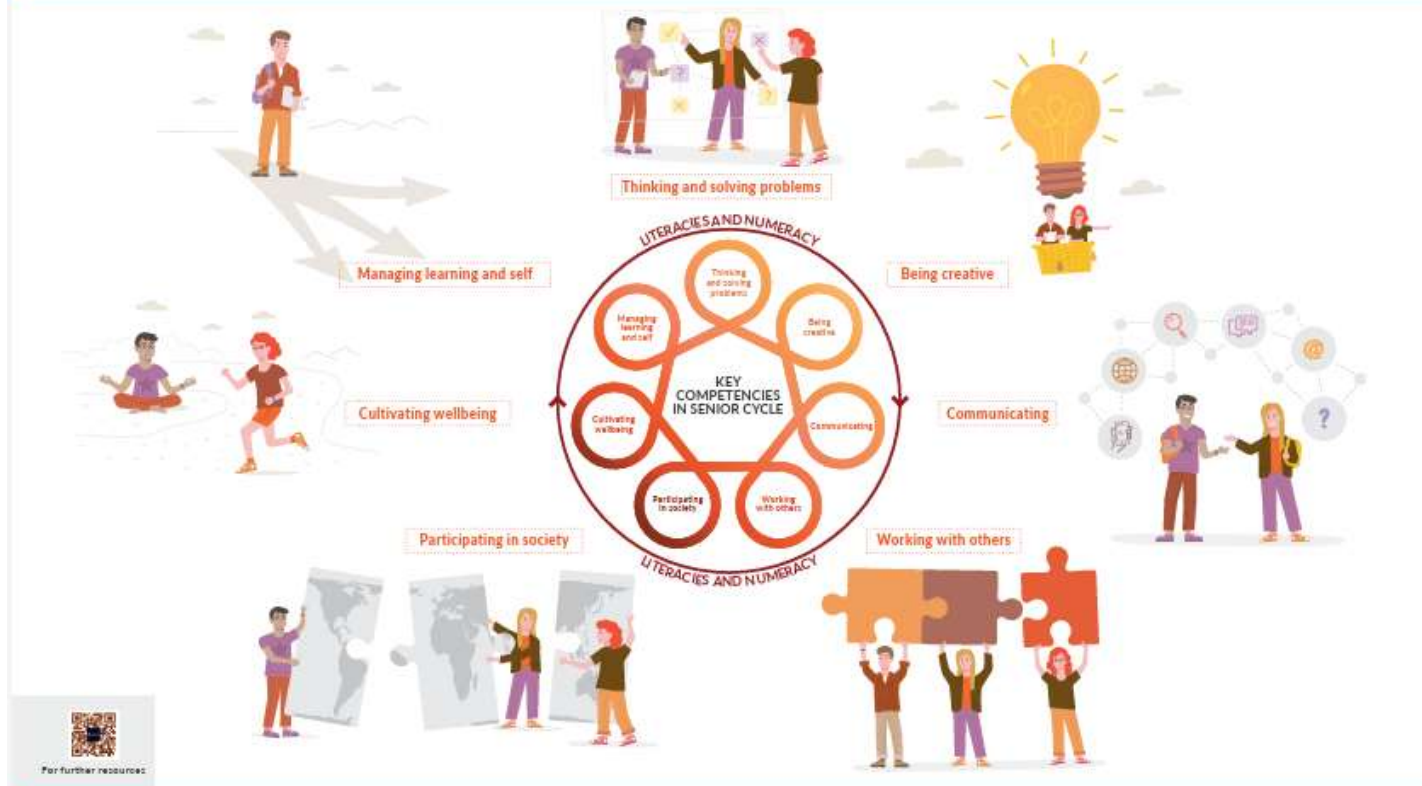 Thinking and solving problems
Managing learning and self
Being creative
Cultivating wellbeing
Communicating
Participating in society
Working with others
LITERACIES AND NUMERACY
Thinking
and solving
problems
Managing
learning
and self
Being
creative
KEY
COMPETENCIES
IN SENIOR CYCLE
Cultivating
wellbeing
Communicating
Participating
in society
Working
with others
LITERACIES AND NUMERACY
?
?
@
?
For further resources